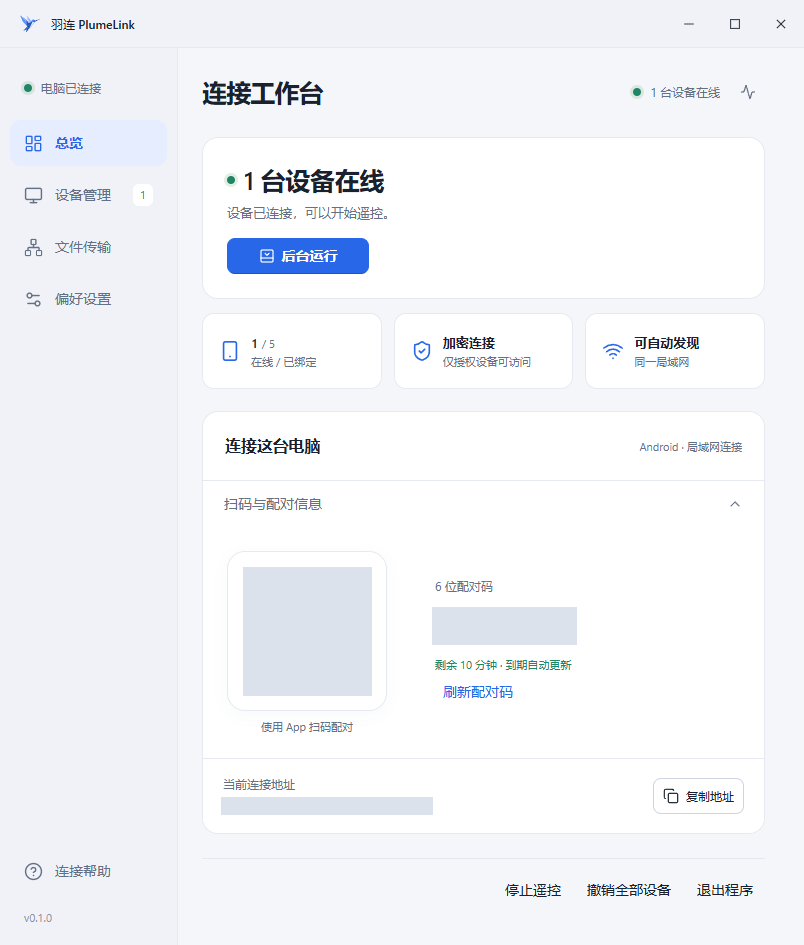 羽连 PlumeLink
电脑已连接
总览
设备管理 1
文件传输
偏好设置
连接帮助
v0.1.0
连接工作台
1 台设备在线
1 台设备在线
设备已连接，可以开始遥控。
后台运行
1 / 5
在线 / 已绑定
加密连接
仅授权设备可访问
可自动发现
同一局域网
连接这台电脑
Android · 局域网连接
扫码与配对信息
使用 App 扫码配对
6 位配对码
剩余 10 分钟 · 到期自动更新
刷新配对码
当前连接地址
复制地址
停止遥控 撤销全部设备 退出程序